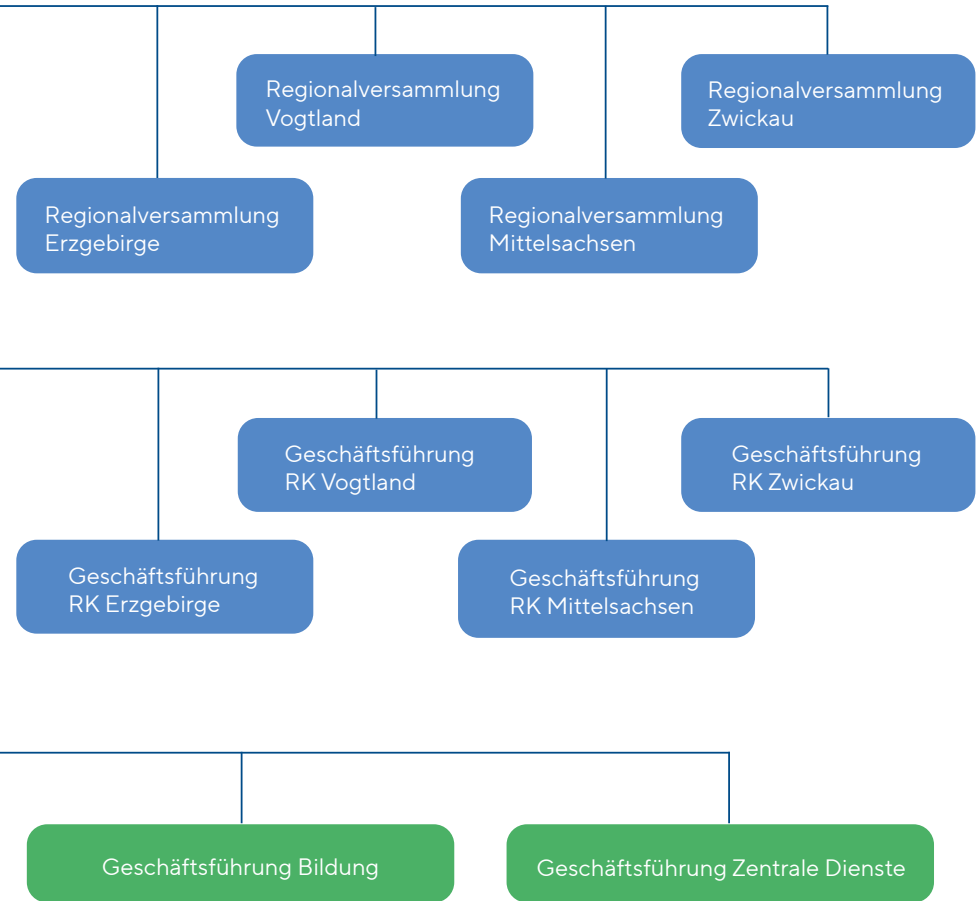 Regionalversammlung
Vogtland
Regionalversammlung
Zwickau
Regionalversammlung
Erzgebirge
Regionalversammlung
Mittelsachsen
Geschäftsführung
RK Vogtland
Geschäftsführung
RK Zwickau
Geschäftsführung
RK Erzgebirge
Geschäftsführung
RK Mittelsachsen
Geschäftsführung Bildung
Geschäftsführung Zentrale Dienste